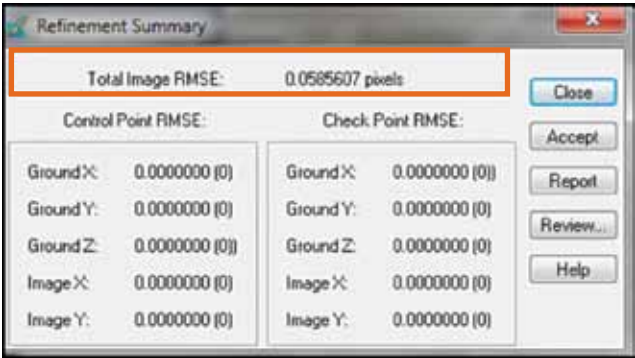 Refinement Summary
Total Image RMSE: 0.0585607 pixels
Control Point RMSE: Check Point RMSE:
Ground X: 0.0000000 (0) Ground X: 0.0000000 (0))
Ground Y: 0.0000000 (0) Ground Y: 0.0000000 (0)
Ground Z: 0.0000000 (0)) Ground Z: 0.0000000 (0)
Image X: 0.0000000 (0) Image X: 0.0000000 (0)
Image Y: 0.0000000 (0) Image Y: 0.0000000 (0)
Close
Accept
Report
Review...
Help